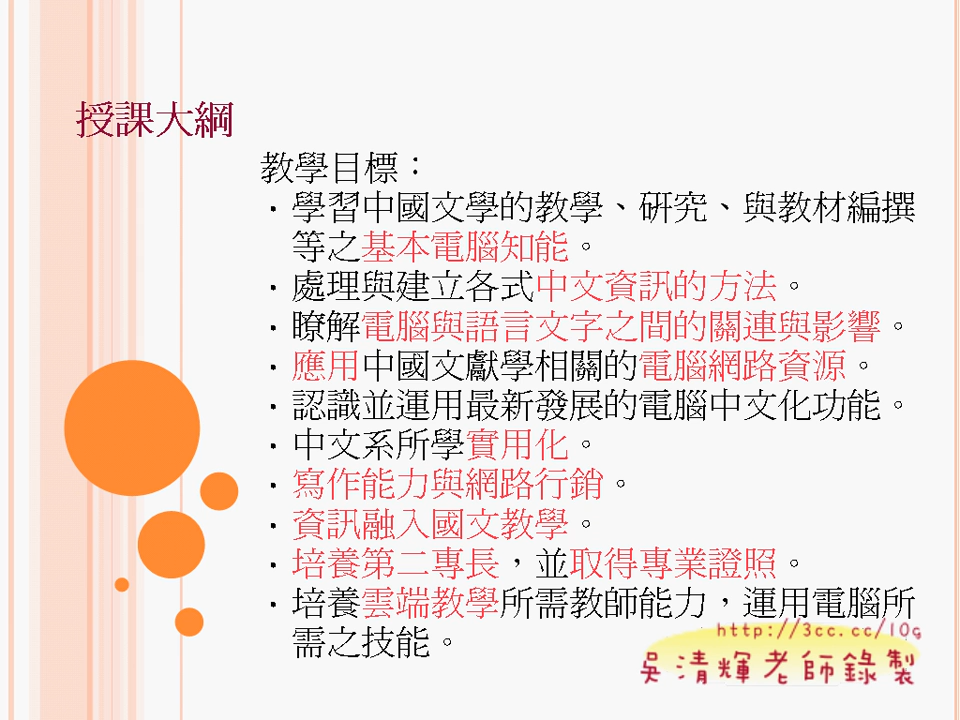 授課大綱
教學目標：
．學習中國文學的教學、研究、與教材編撰
等之基本電腦知能。
．處理與建立各式中文資訊的方法。
．瞭解電腦與語言文字之間的關連與影響。
．應用中國文獻學相關的電腦網路資源。
．認識並運用最新發展的電腦中文化功能。
．中文系所學實用化。
．寫作能力與網路行銷。
．資訊融入國文教學。
．培養第二專長，並取得專業證照。
．培養雲端教學所需教師能力，運用電腦所
需之技能。
http://3cc.cc/10g
吳清輝老師錄製